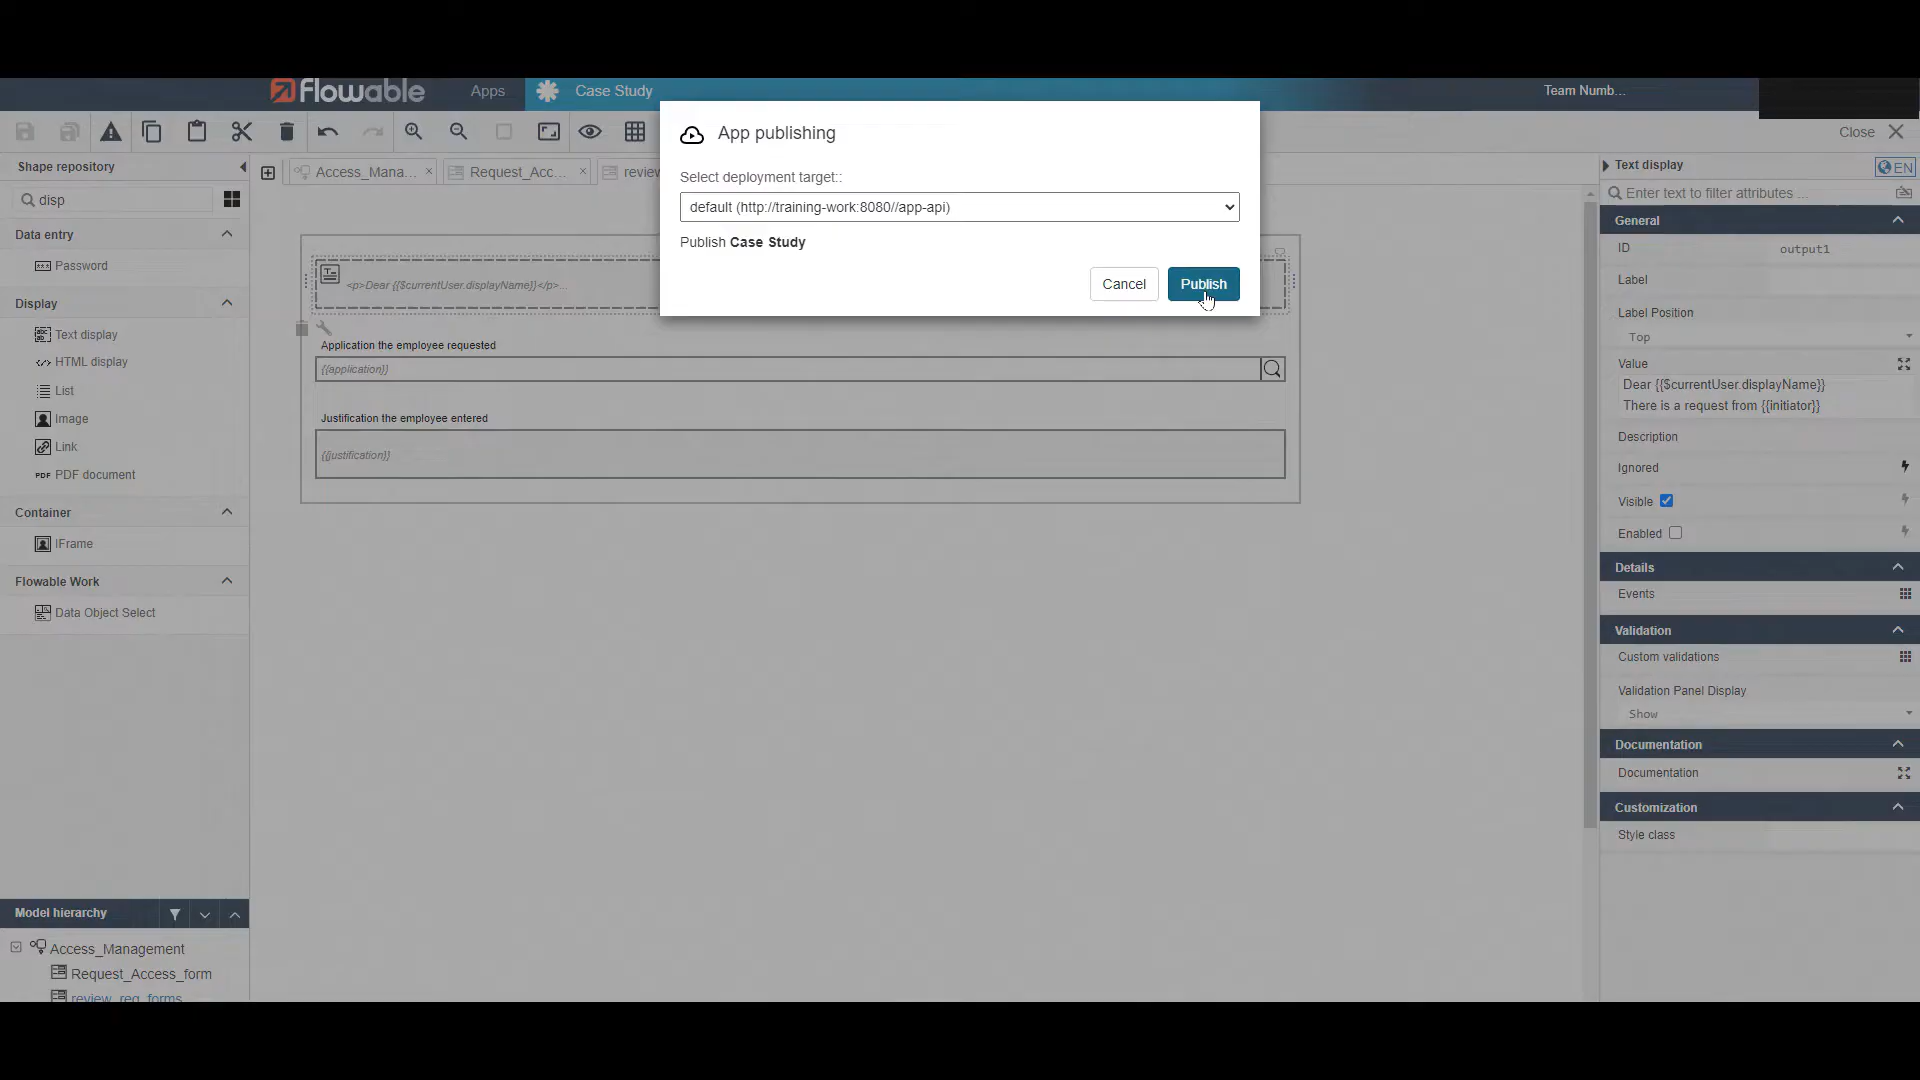 flowable
Apps
Case Study
Team Numb...
Close
App publishing
Select deployment target::
default (http://training-work:8080//app-api)
Publish Case Study
Cancel
Publish
Shape repository
disp
Data entry
Password
Display
Text display
HTML display
List
Image
Link
PDF document
Container
IFrame
Flowable Work
Data Object Select
Model hierarchy
Access_Management
Request_Access_form
review_req_forms
Access_Mana...
Request_Acc...
review
<p>Dear {{$currentUser.displayName}}</p>...
Application the employee requested
{{application}}
Justification the employee entered
{{justification}}
Text display
EN
Enter text to filter attributes ...
General
ID
output1
Label
Label Position
Top
Value
Dear {{$currentUser.displayName}}
There is a request from {{initiator}}
Description
Ignored
Visible
Enabled
Details
Events
Validation
Custom validations
Validation Panel Display
Show
Documentation
Documentation
Customization
Style class